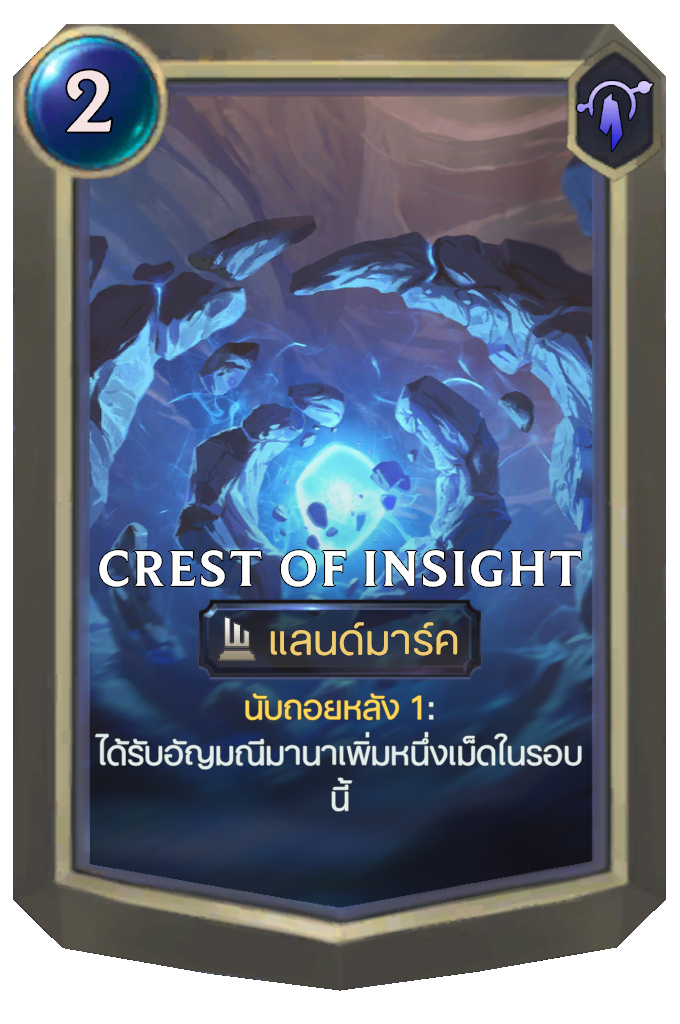 2
CREST OF INSIGHT
แลนด์มาร์ค
นับถอยหลัง 1:
ได้รับอัญมณีมานาเพิ่มหนึ่งเม็ดในรอบ
นี้